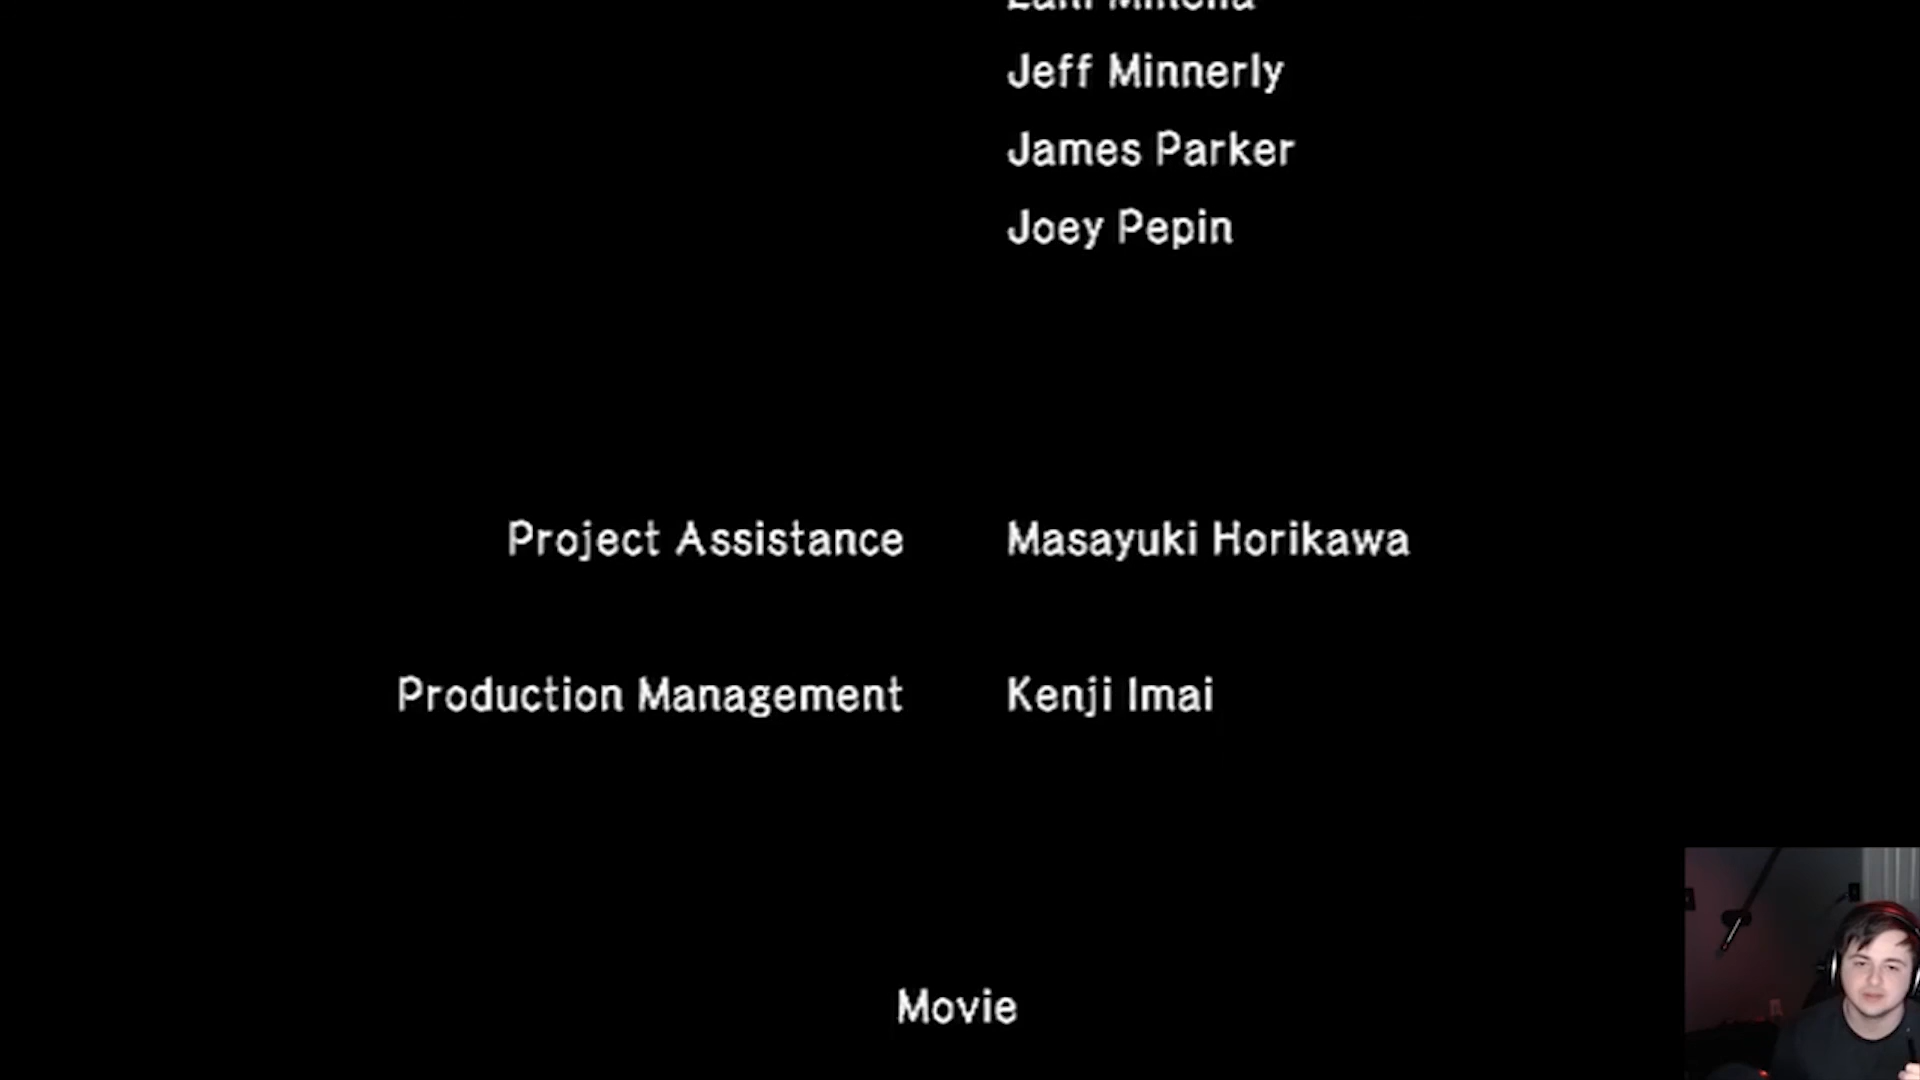 Jeff Minnerly
James Parker
Joey Pepin
Project Assistance Masayuki Horikawa
Production Management Kenji Imai
Movie